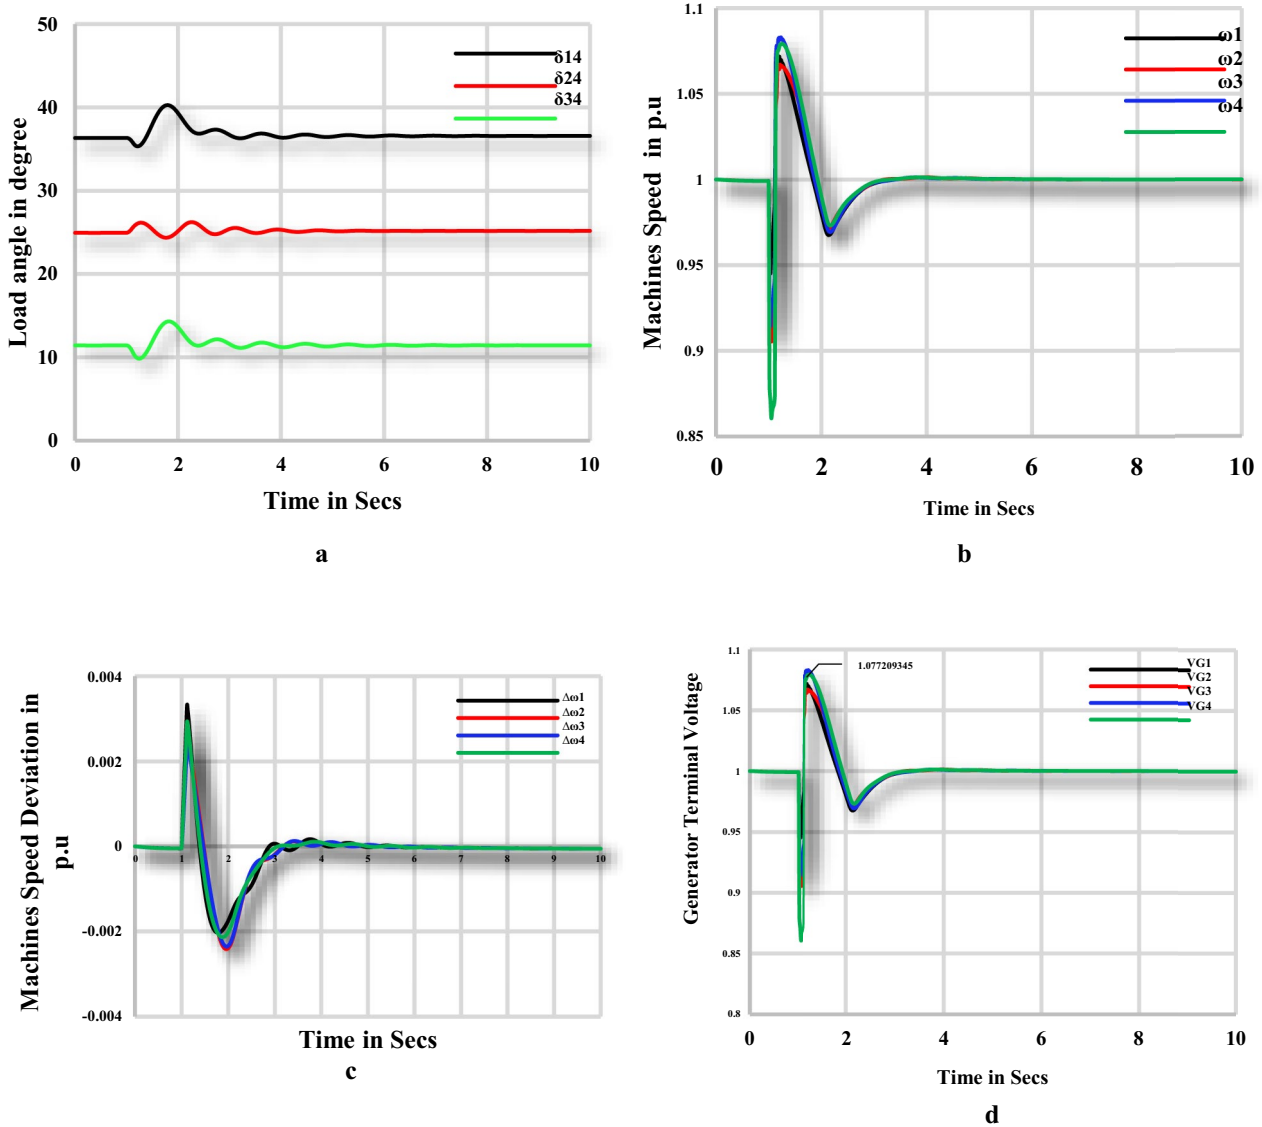 50
40
30
20
10
0
0 2 4 6 8 10
Load angle in degree
Time in Secs
δ14
δ24
δ34
a
1.1
1.05
1
0.95
0.9
0.85
0 2 4 6 8 10
Machines Speed in p.u
Time in Secs
ω1
ω2
ω3
ω4
b
0.004
0.002
0
-0.002
-0.004
0 1 2 3 4 5 6 7 8 9 10
Machines Speed Deviation in
p.u
Time in Secs
Δω1
Δω2
Δω3
Δω4
c
1.1
1.05
1
0.95
0.9
0.85
0.8
0 2 4 6 8 10
Generator Terminal Voltage
Time in Secs
1.077209345
VG1
VG2
VG3
VG4
d